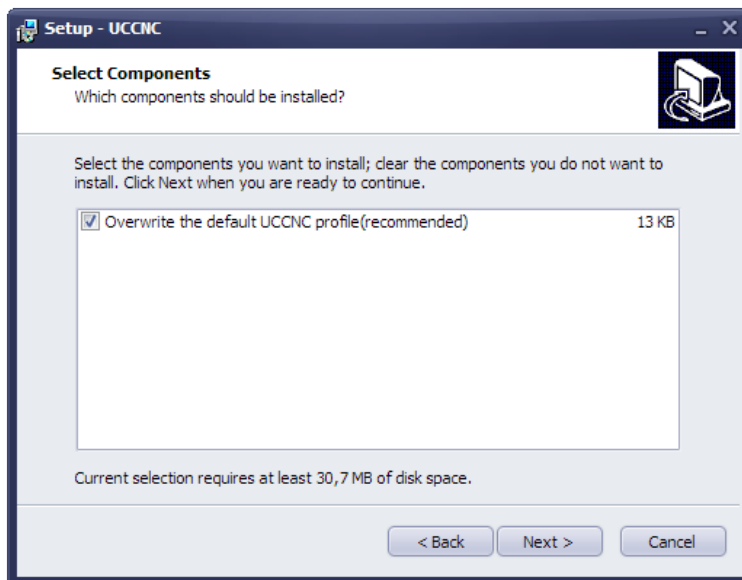 Setup - UCCNC
Select Components
Which components should be installed?
Select the components you want to install; clear the components you do not want to
install. Click Next when you are ready to continue.
Overwrite the default UCCNC profile(recommended) 13 KB
Current selection requires at least 30,7 MB of disk space.
< Back Next > Cancel